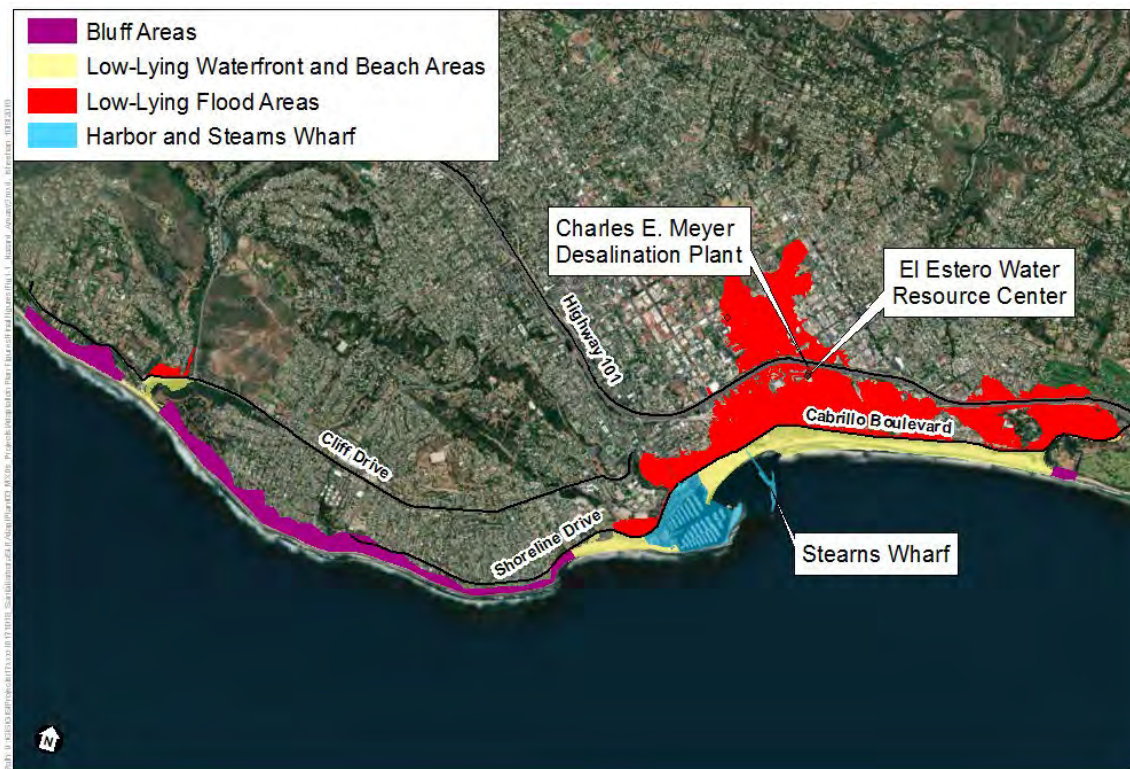 Bluff Areas
Low-Lying Waterfront and Beach Areas
Low-Lying Flood Areas
Harbor and Stearns Wharf
Charles E. Meyer
Desalination Plant
El Estero Water
Resource Center
Highway 101
Cabrillo Boulevard
Cliff Drive
Shoreline Drive
Stearns Wharf
N